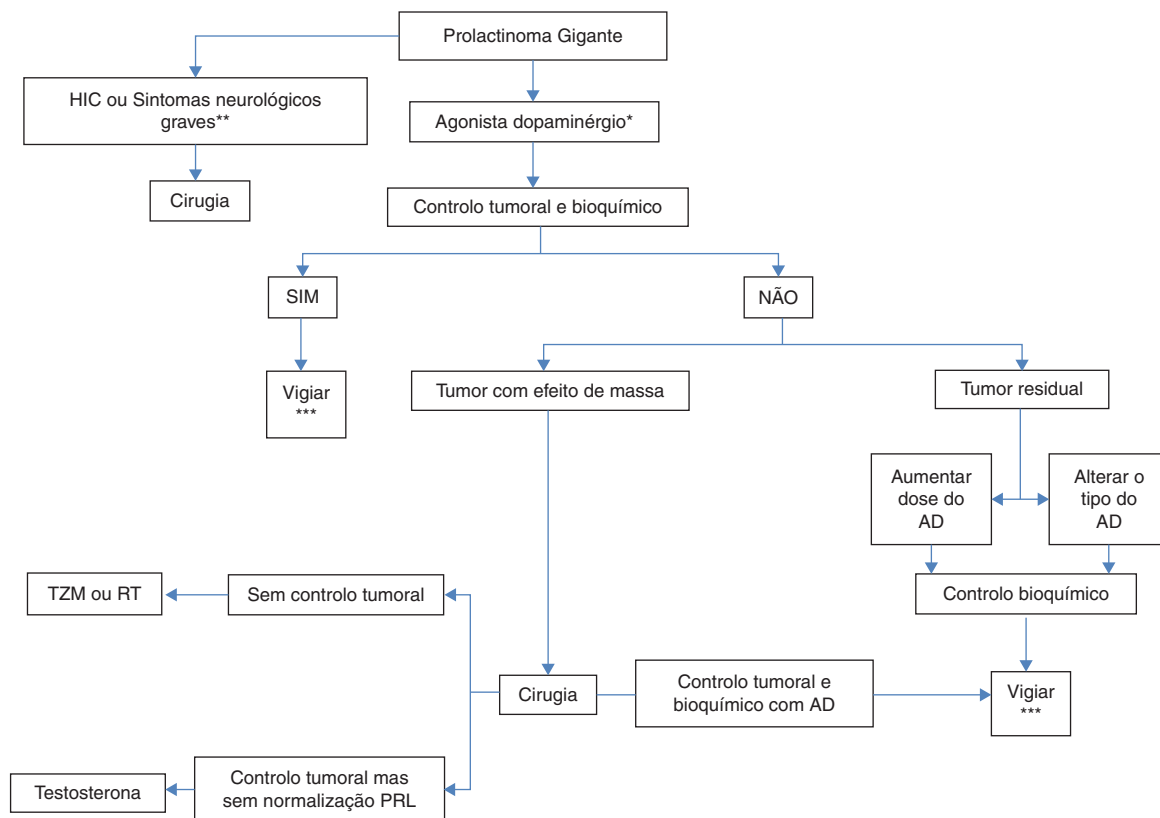 Prolactinoma Gigante
HIC ou Sintomas neurológicos
graves**
Agonista dopaminérgio*
Cirugia
Controlo tumoral e bioquímico
SIM
NÃO
Vigiar
***
Tumor com efeito de massa
Tumor residual
Aumentar
dose do
AD
Alterar o
tipo do
AD
TZM ou RT
Sem controlo tumoral
Controlo bioquímico
Cirugia
Controlo tumoral e
bioquímico com AD
Vigiar
***
Testosterona
Controlo tumoral mas
sem normalização PRL